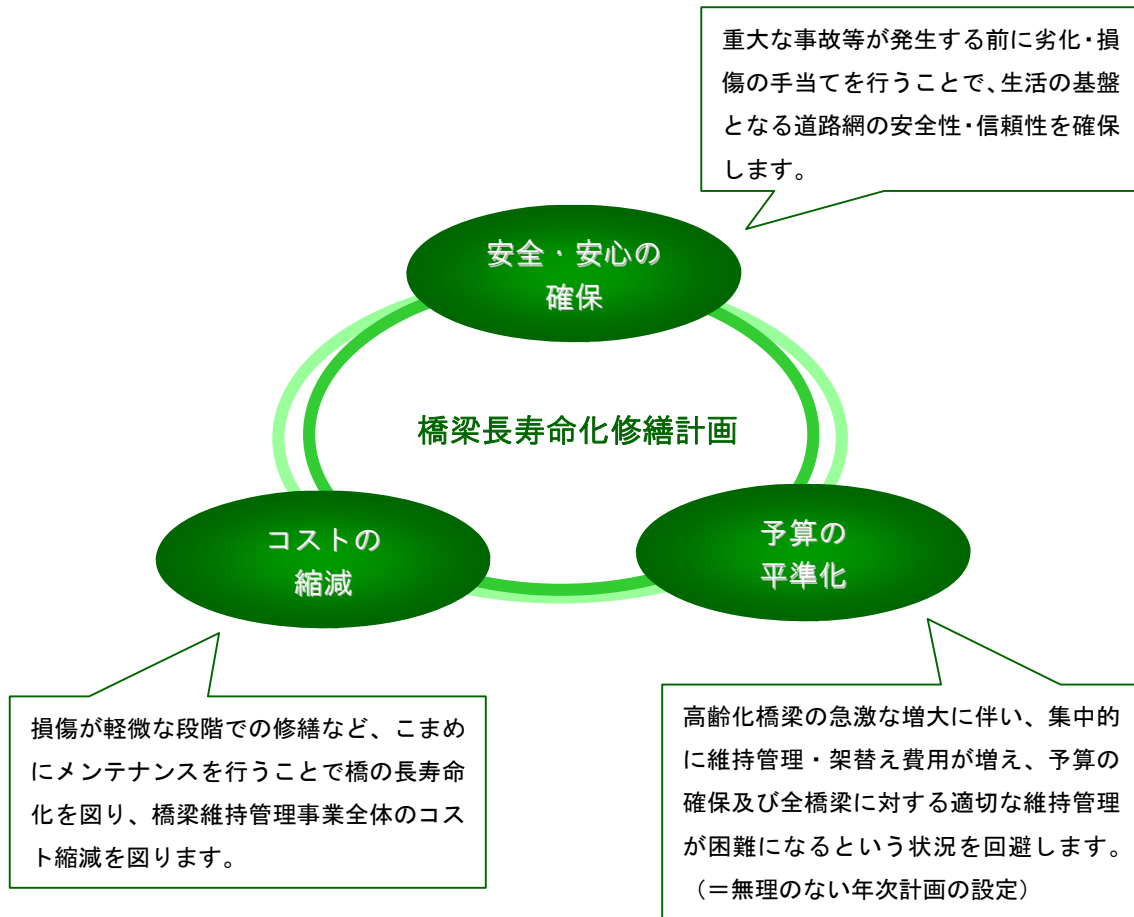 重大な事故等が発生する前に劣化・損
傷の手当てを行うことで、生活の基盤
となる道路網の安全性・信頼性を確保
します。
安全・安心の
確保
橋梁長寿命化修繕計画
コストの
縮減
予算の
平準化
損傷が軽微な段階での修繕など、こまめ
にメンテナンスを行うことで橋の長寿命
化を図り、橋梁維持管理事業全体のコス
ト縮減を図ります。
高齢化橋梁の急激な増大に伴い、集中的
に維持管理・架替え費用が増え、予算の
確保及び全橋梁に対する適切な維持管理
が困難になるという状況を回避します。
（＝無理のない年次計画の設定）